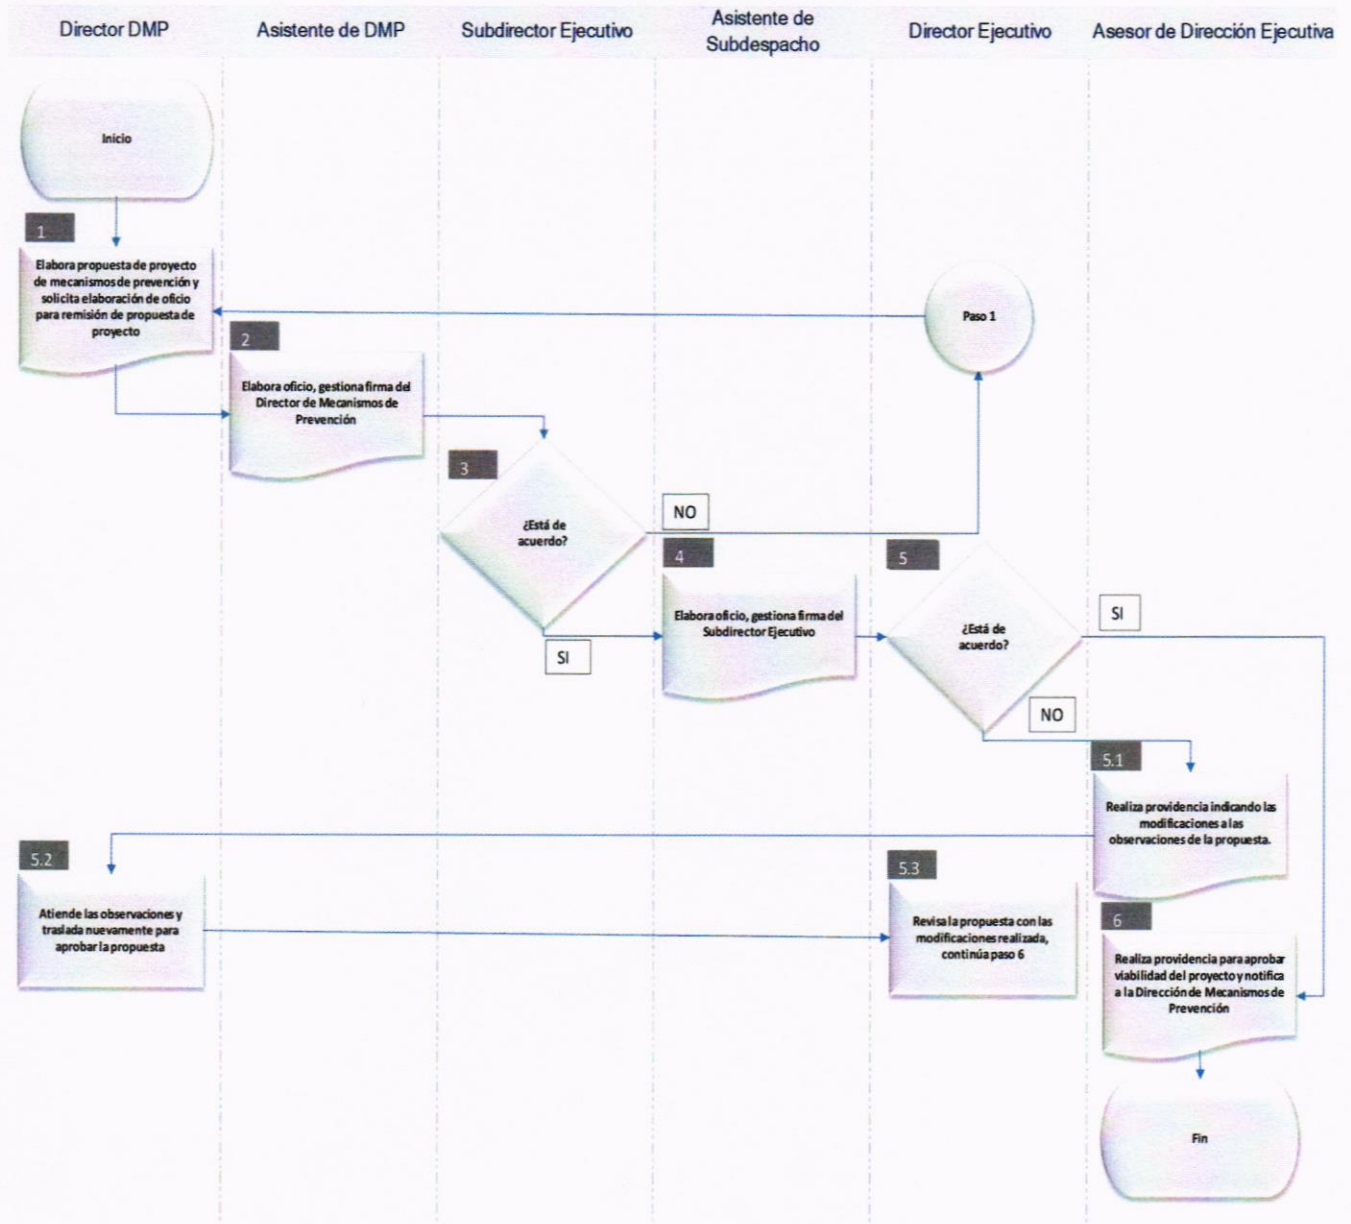 Director DMP
Asistente de DMP
Subdirector Ejecutivo
Asistente de
Subdespacho
Director Ejecutivo
Asesor de Dirección Ejecutiva
Inicio
1
Elabora propuesta de proyecto
de mecanismos de prevención y
solicita elaboración de oficio
para remisión de propuesta de
proyecto
Paso 1
2
Elabora oficio, gestiona firma del
Director de Mecanismos de
Prevención
3
¿Está de
acuerdo?
NO
SI
4
Elabora oficio, gestiona firma del
Subdirector Ejecutivo
5
¿Está de
acuerdo?
SI
NO
5.1
Realiza providencia indicando las
modificaciones a las
observaciones de la propuesta.
5.2
Atiende las observaciones y
traslada nuevamente para
aprobar la propuesta
5.3
Revisa la propuesta con las
modificaciones realizada,
continúa paso 6
6
Realiza providencia para aprobar
viabilidad del proyecto y notifica
a la Dirección de Mecanismos de
Prevención
Fin